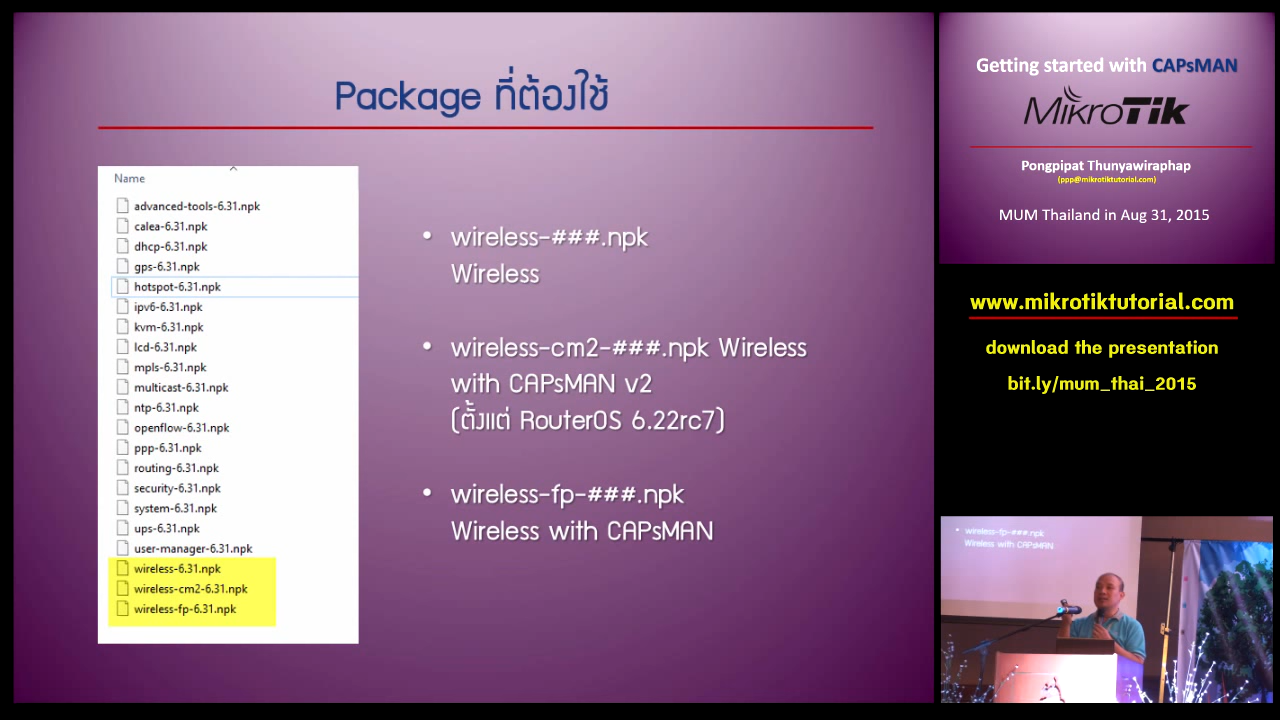 Package ที่ต้องใช้
Name
advanced-tools-6.31.npk
calea-6.31.npk
dhcp-6.31.npk
gps-6.31.npk
hotspot-6.31.npk
ipv6-6.31.npk
kvm-6.31.npk
lcd-6.31.npk
mpls-6.31.npk
multicast-6.31.npk
ntp-6.31.npk
openflow-6.31.npk
ppp-6.31.npk
routing-6.31.npk
security-6.31.npk
system-6.31.npk
ups-6.31.npk
user-manager-6.31.npk
wireless-6.31.npk
wireless-cm2-6.31.npk
wireless-fp-6.31.npk
• wireless-###.npk
Wireless
• wireless-cm2-###.npk Wireless
with CAPsMAN v2
(ตั้งแต่ RouterOS 6.22rc7)
• wireless-fp-###.npk
Wireless with CAPsMAN
Getting started with CAPsMAN
MikroTik
Pongpipat Thunyawiraphap
(ppp@mikrotiktutorial.com)
MUM Thailand in Aug 31, 2015
www.mikrotiktutorial.com
download the presentation
bit.ly/mum_thai_2015
• wireless-fp-###.npk
Wireless with CAPsMAN